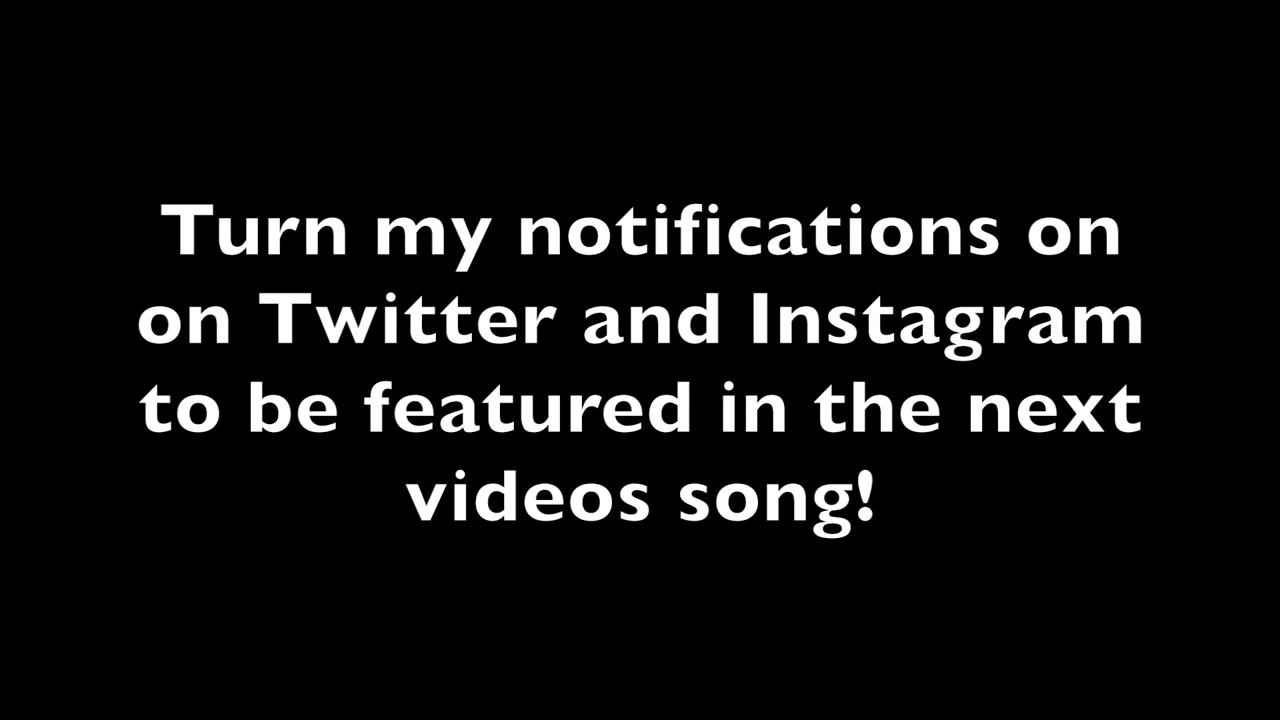 Turn my notifications on
on Twitter and Instagram
to be featured in the next
videos song!